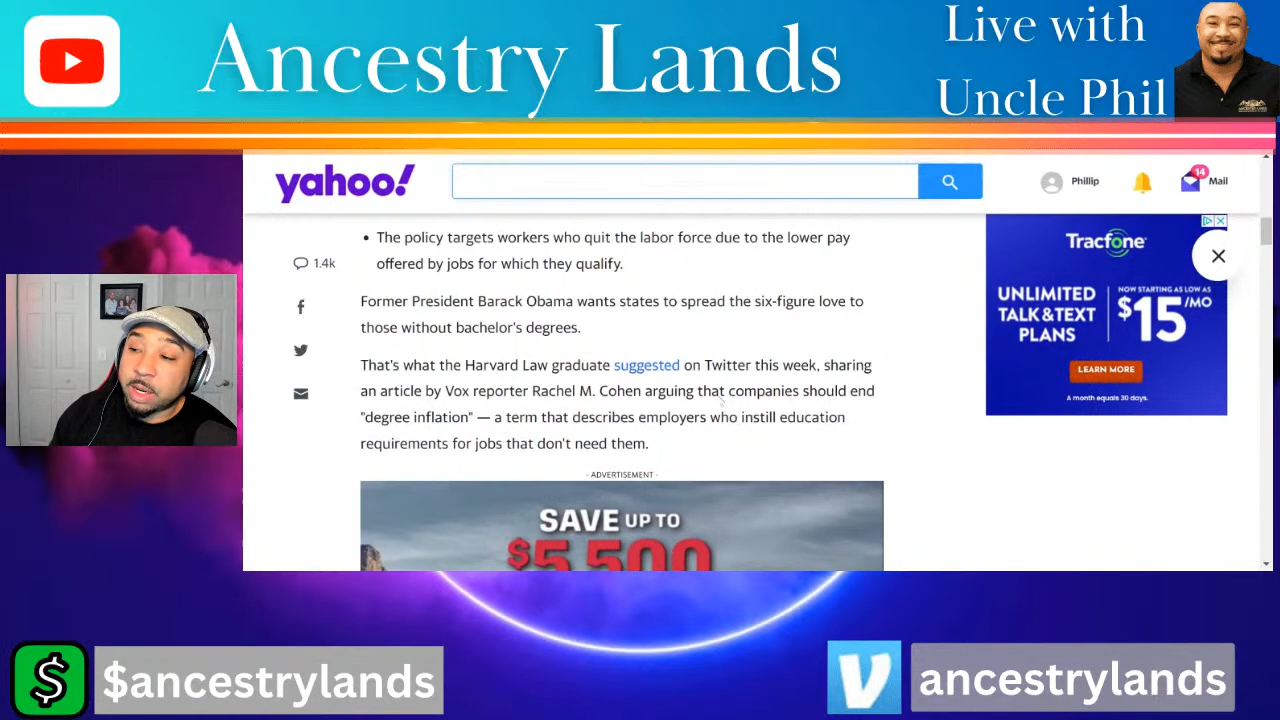 Ancestry Lands
Live with
Uncle Phil
yahoo!
Phillip
14
Mail
• The policy targets workers who quit the labor force due to the lower pay
offered by jobs for which they qualify.
1.4k
Former President Barack Obama wants states to spread the six-figure love to
those without bachelor's degrees.
That's what the Harvard Law graduate suggested on Twitter this week, sharing
an article by Vox reporter Rachel M. Cohen arguing that companies should end
"degree inflation" — a term that describes employers who instill education
requirements for jobs that don't need them.
- ADVERTISEMENT -
SAVE UP TO
$5,500
Tracfone
UNLIMITED
TALK & TEXT
PLANS
NOW STARTING AS LOW AS
$15/MO
LEARN MORE
A month equals 30 days.
$ancestrylands
ancestrylands